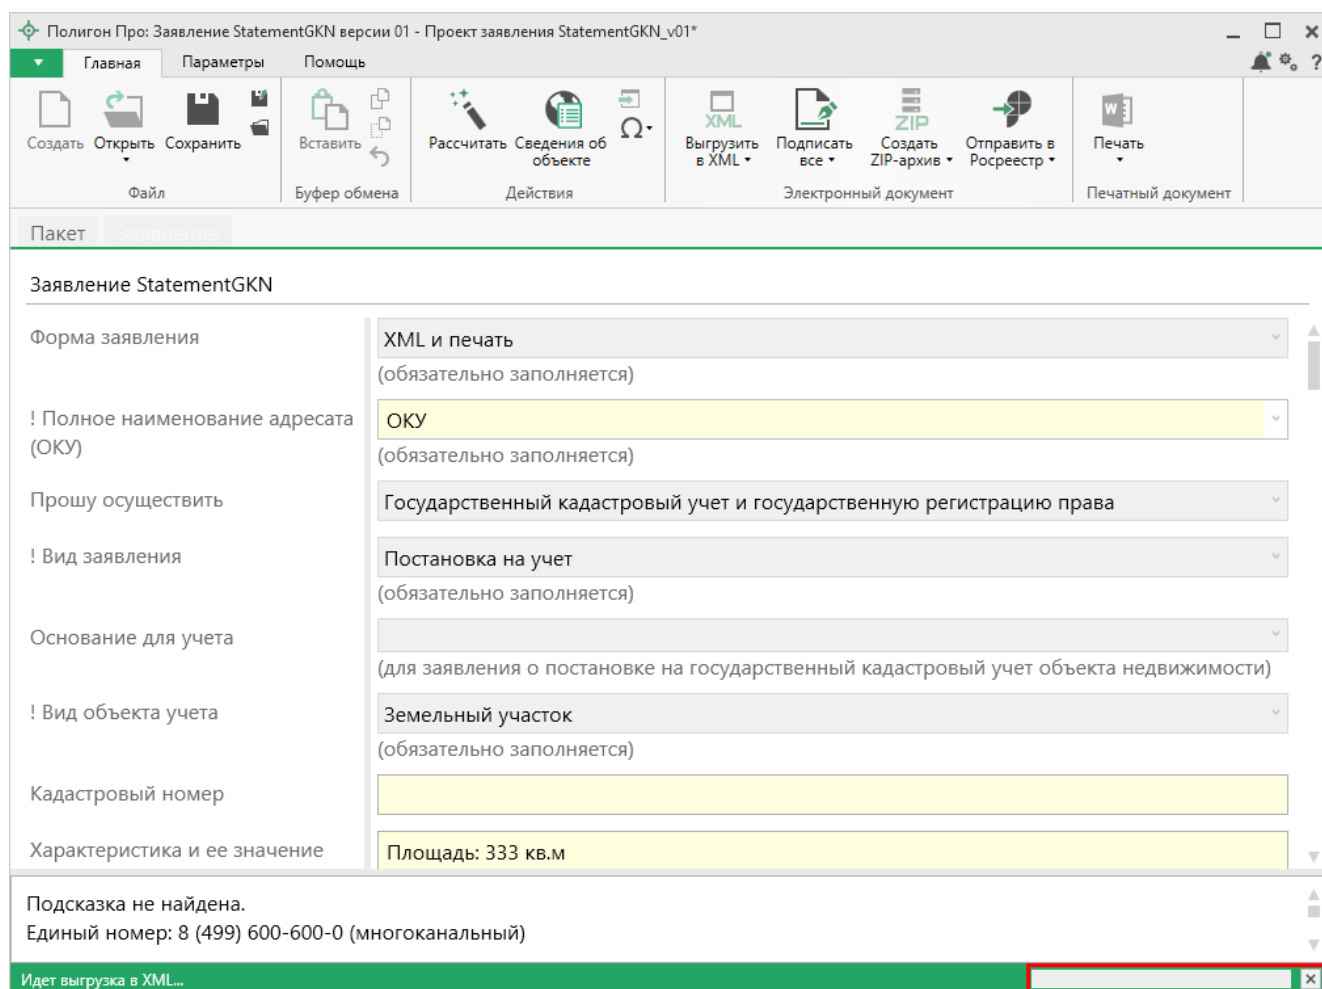 Полигон Про: Заявление StatementGKN версии 01 - Проект заявления StatementGKN_v01*
Главная Параметры Помощь
?
XML ZIP W
Создать Открыть Сохранить Вставить Рассчитать Сведения об объекте Ω Выгрузить в XML Подписать все Создать ZIP-архив Отправить в Росреестр Печать
Файл Буфер обмена Действия Электронный документ Печатный документ
Пакет Заявление
Заявление StatementGKN
Форма заявления XML и печать
(обязательно заполняется)
! Полное наименование адресата ОКУ
(ОКУ) (обязательно заполняется)
Прошу осуществить Государственный кадастровый учет и государственную регистрацию права
! Вид заявления Постановка на учет
(обязательно заполняется)
Основание для учета
(для заявления о постановке на государственный кадастровый учет объекта недвижимости)
! Вид объекта учета Земельный участок
(обязательно заполняется)
Кадастровый номер
Характеристика и ее значение Площадь: 333 кв.м
Подсказка не найдена.
Единый номер: 8 (499) 600-600-0 (многоканальный)
Идет выгрузка в XML...